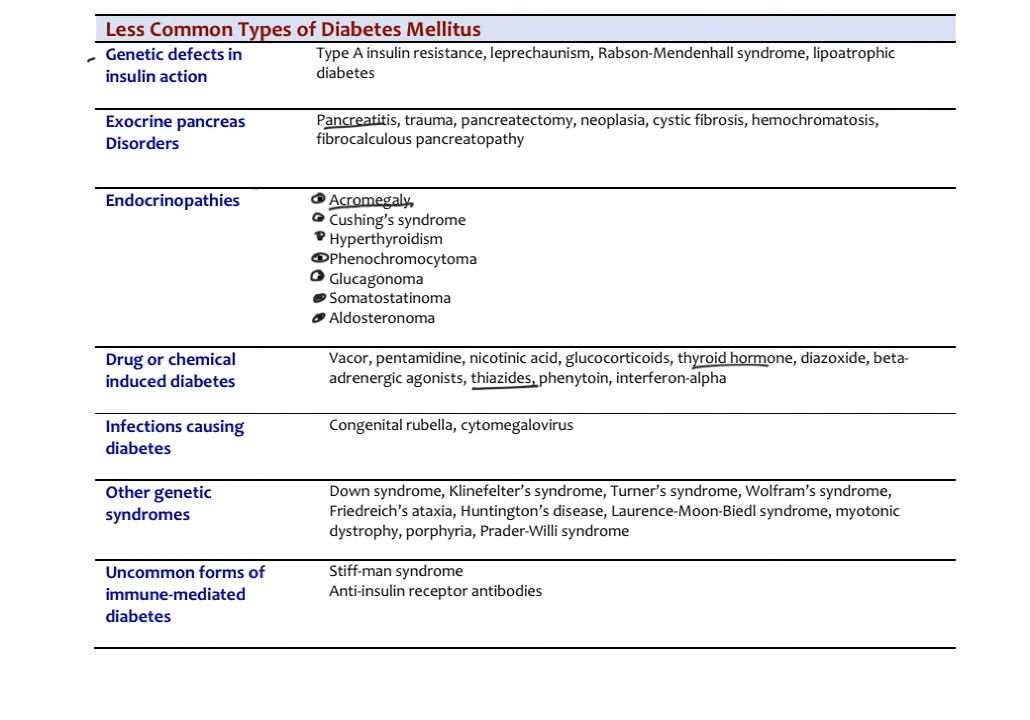 Less Common Types of Diabetes Mellitus
Genetic defects in
insulin action
Type A insulin resistance, leprechaunism, Rabson-Mendenhall syndrome, lipoatrophic
diabetes
Exocrine pancreas
Disorders
Pancreatitis, trauma, pancreatectomy, neoplasia, cystic fibrosis, hemochromatosis,
fibrocalculous pancreatopathy
Endocrinopathies
Acromegaly,
Cushing's syndrome
Hyperthyroidism
Phenochromocytoma
Glucagonoma
Somatostatinoma
Aldosteronoma
Drug or chemical
induced diabetes
Vacor, pentamidine, nicotinic acid, glucocorticoids, thyroid hormone, diazoxide, beta-
adrenergic agonists, thiazides, phenytoin, interferon-alpha
Infections causing
diabetes
Congenital rubella, cytomegalovirus
Other genetic
syndromes
Down syndrome, Klinefelter's syndrome, Turner's syndrome, Wolfram's syndrome,
Friedreich's ataxia, Huntington's disease, Laurence-Moon-Biedl syndrome, myotonic
dystrophy, porphyria, Prader-Willi syndrome
Uncommon forms of
immune-mediated
diabetes
Stiff-man syndrome
Anti-insulin receptor antibodies